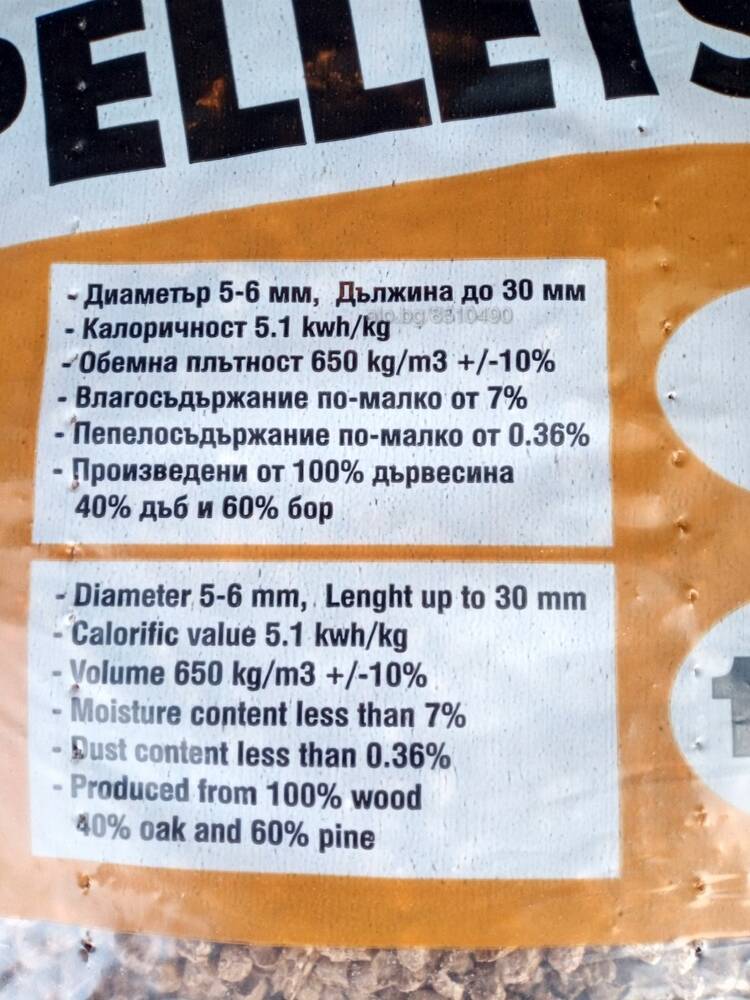 PELLETS
- Диаметър 5-6 мм, Дължина до 30 мм
alo.bg/8510490
- Калоричност 5.1 kwh/kg
- Обемна плътност 650 kg/m3 +/-10%
- Влагосъдържание по-малко от 7%
- Пепелосъдържание по-малко от 0.36%
- Произведени от 100% дървесина
40% дъб и 60% бор
- Diameter 5-6 mm, Lenght up to 30 mm
- Calorific value 5.1 kwh/kg
- Volume 650 kg/m3 +/-10%
- Moisture content less than 7%
- Dust content less than 0.36%
- Produced from 100% wood
40% oak and 60% pine